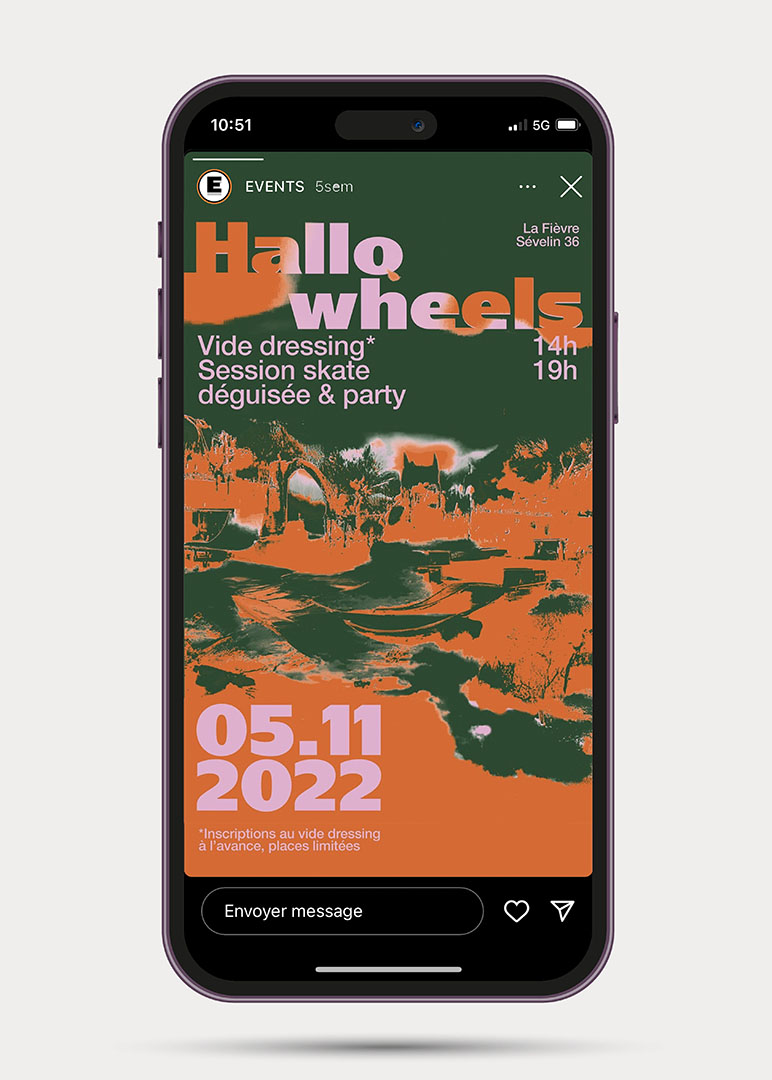 10:51
5G
E
EVENTS 5sem
La Fièvre
Sévelin 36
Hallo
wheels
Vide dressing* 14h
Session skate 19h
déguisée & party
05.11
2022
*Inscriptions au vide dressing
à l'avance, places limitées
Envoyer message